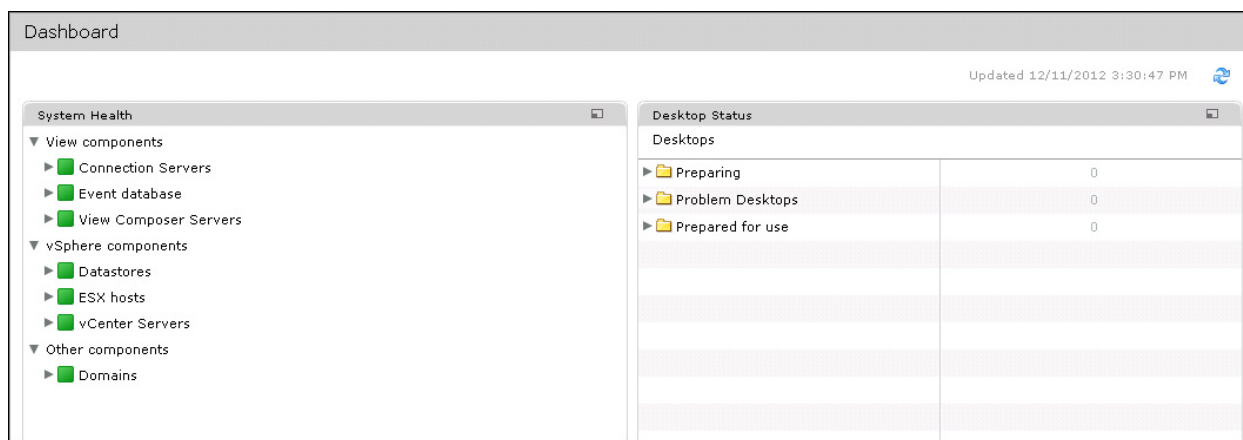 Dashboard
Updated 12/11/2012 3:30:47 PM
System Health
View components
Connection Servers
Event database
View Composer Servers
vSphere components
Datastores
ESX hosts
vCenter Servers
Other components
Domains
Desktop Status
Desktops
Preparing 0
Problem Desktops 0
Prepared for use 0